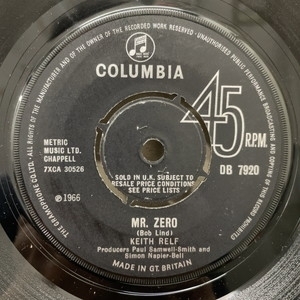 THE GRAMOPHONE CO. LTD. · ALL RIGHTS OF THE MANUFACTURER AND OF THE OWNER OF THE RECORDED WORK RESERVED · UNAUTHORISED PUBLIC PERFORMANCE BROADCASTING AND COPYING OF THIS RECORD PROHIBITED
COLUMBIA
45 R.P.M.
METRIC
MUSIC LTD.
CHAPPELL
7XCA 30526
DB 7920
SOLD IN U.K. SUBJECT TO
RESALE PRICE CONDITIONS
SEE PRICE LISTS
℗1966
MR. ZERO
(Bob Lind)
KEITH RELF
Producers Paul Samwell-Smith and
Simon Napier-Bell
MADE IN GT. BRITAIN